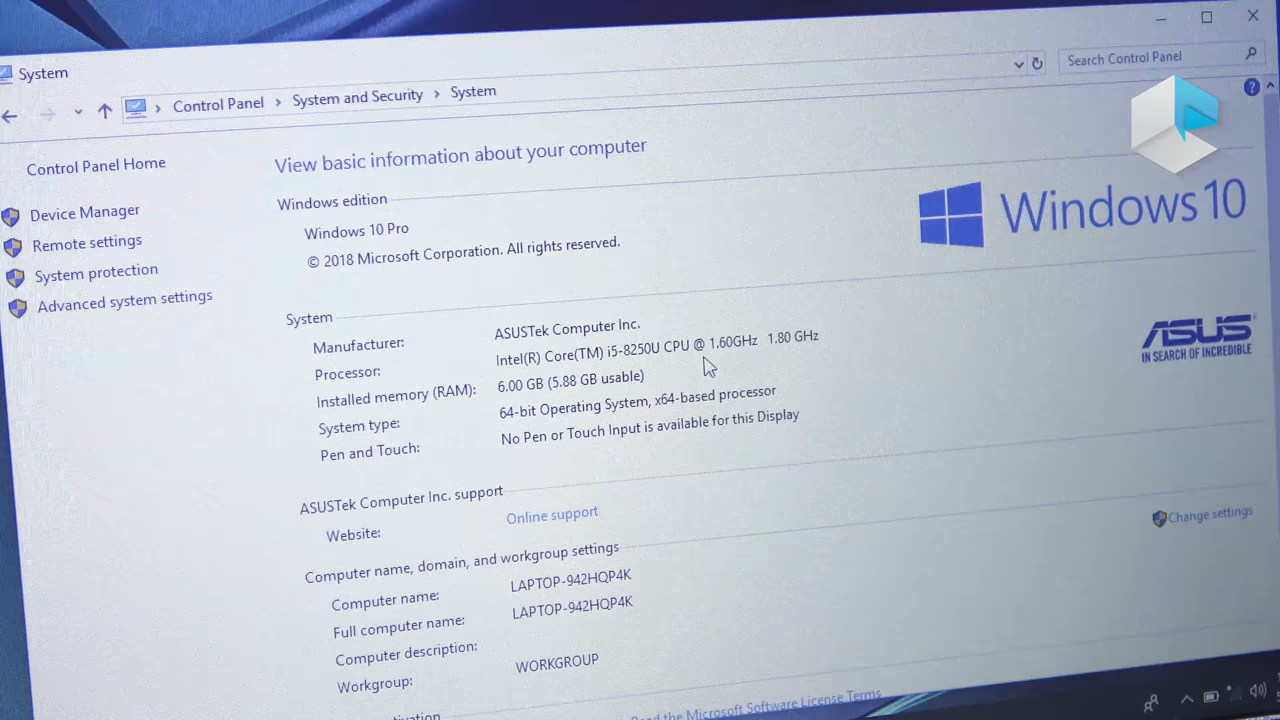 System
Control Panel > System and Security > System
Search Control Panel
Control Panel Home
Device Manager
Remote settings
System protection
Advanced system settings
View basic information about your computer
Windows edition
Windows 10 Pro
© 2018 Microsoft Corporation. All rights reserved.
Windows 10
System
Manufacturer: ASUSTek Computer Inc.
Processor: Intel(R) Core(TM) i5-8250U CPU @ 1.60GHz 1.80 GHz
Installed memory (RAM): 6.00 GB (5.88 GB usable)
System type: 64-bit Operating System, x64-based processor
Pen and Touch: No Pen or Touch Input is available for this Display
ASUS
IN SEARCH OF INCREDIBLE
ASUSTek Computer Inc. support
Website: Online support
Computer name, domain, and workgroup settings
Computer name: LAPTOP-942HQP4K
Change settings
Full computer name: LAPTOP-942HQP4K
Computer description:
Workgroup: WORKGROUP
Read the Microsoft Software License Terms